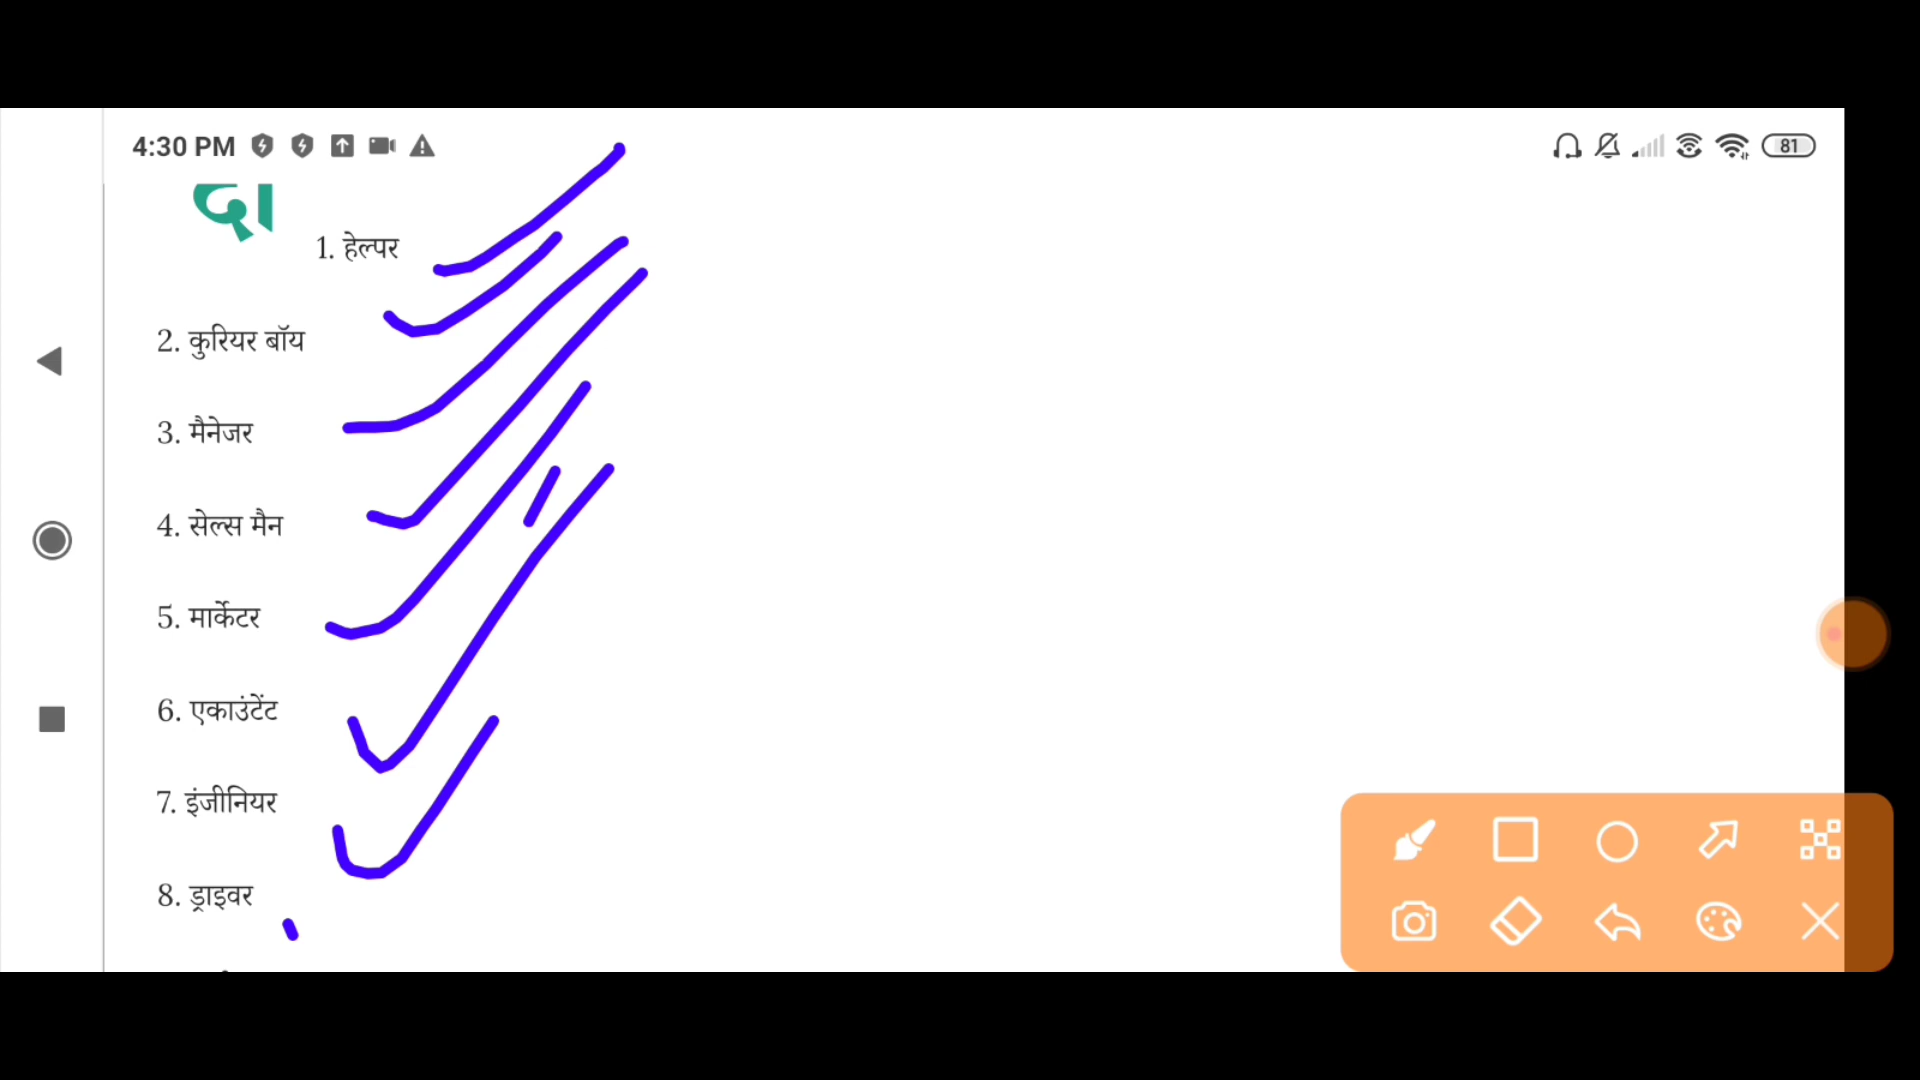 4:30 PM
81
1. हेल्पर
2. कुरियर बॉय
3. मैनेजर
4. सेल्स मैन
5. मार्केटर
6. एकाउंटेंट
7. इंजीनियर
8. ड्राइवर